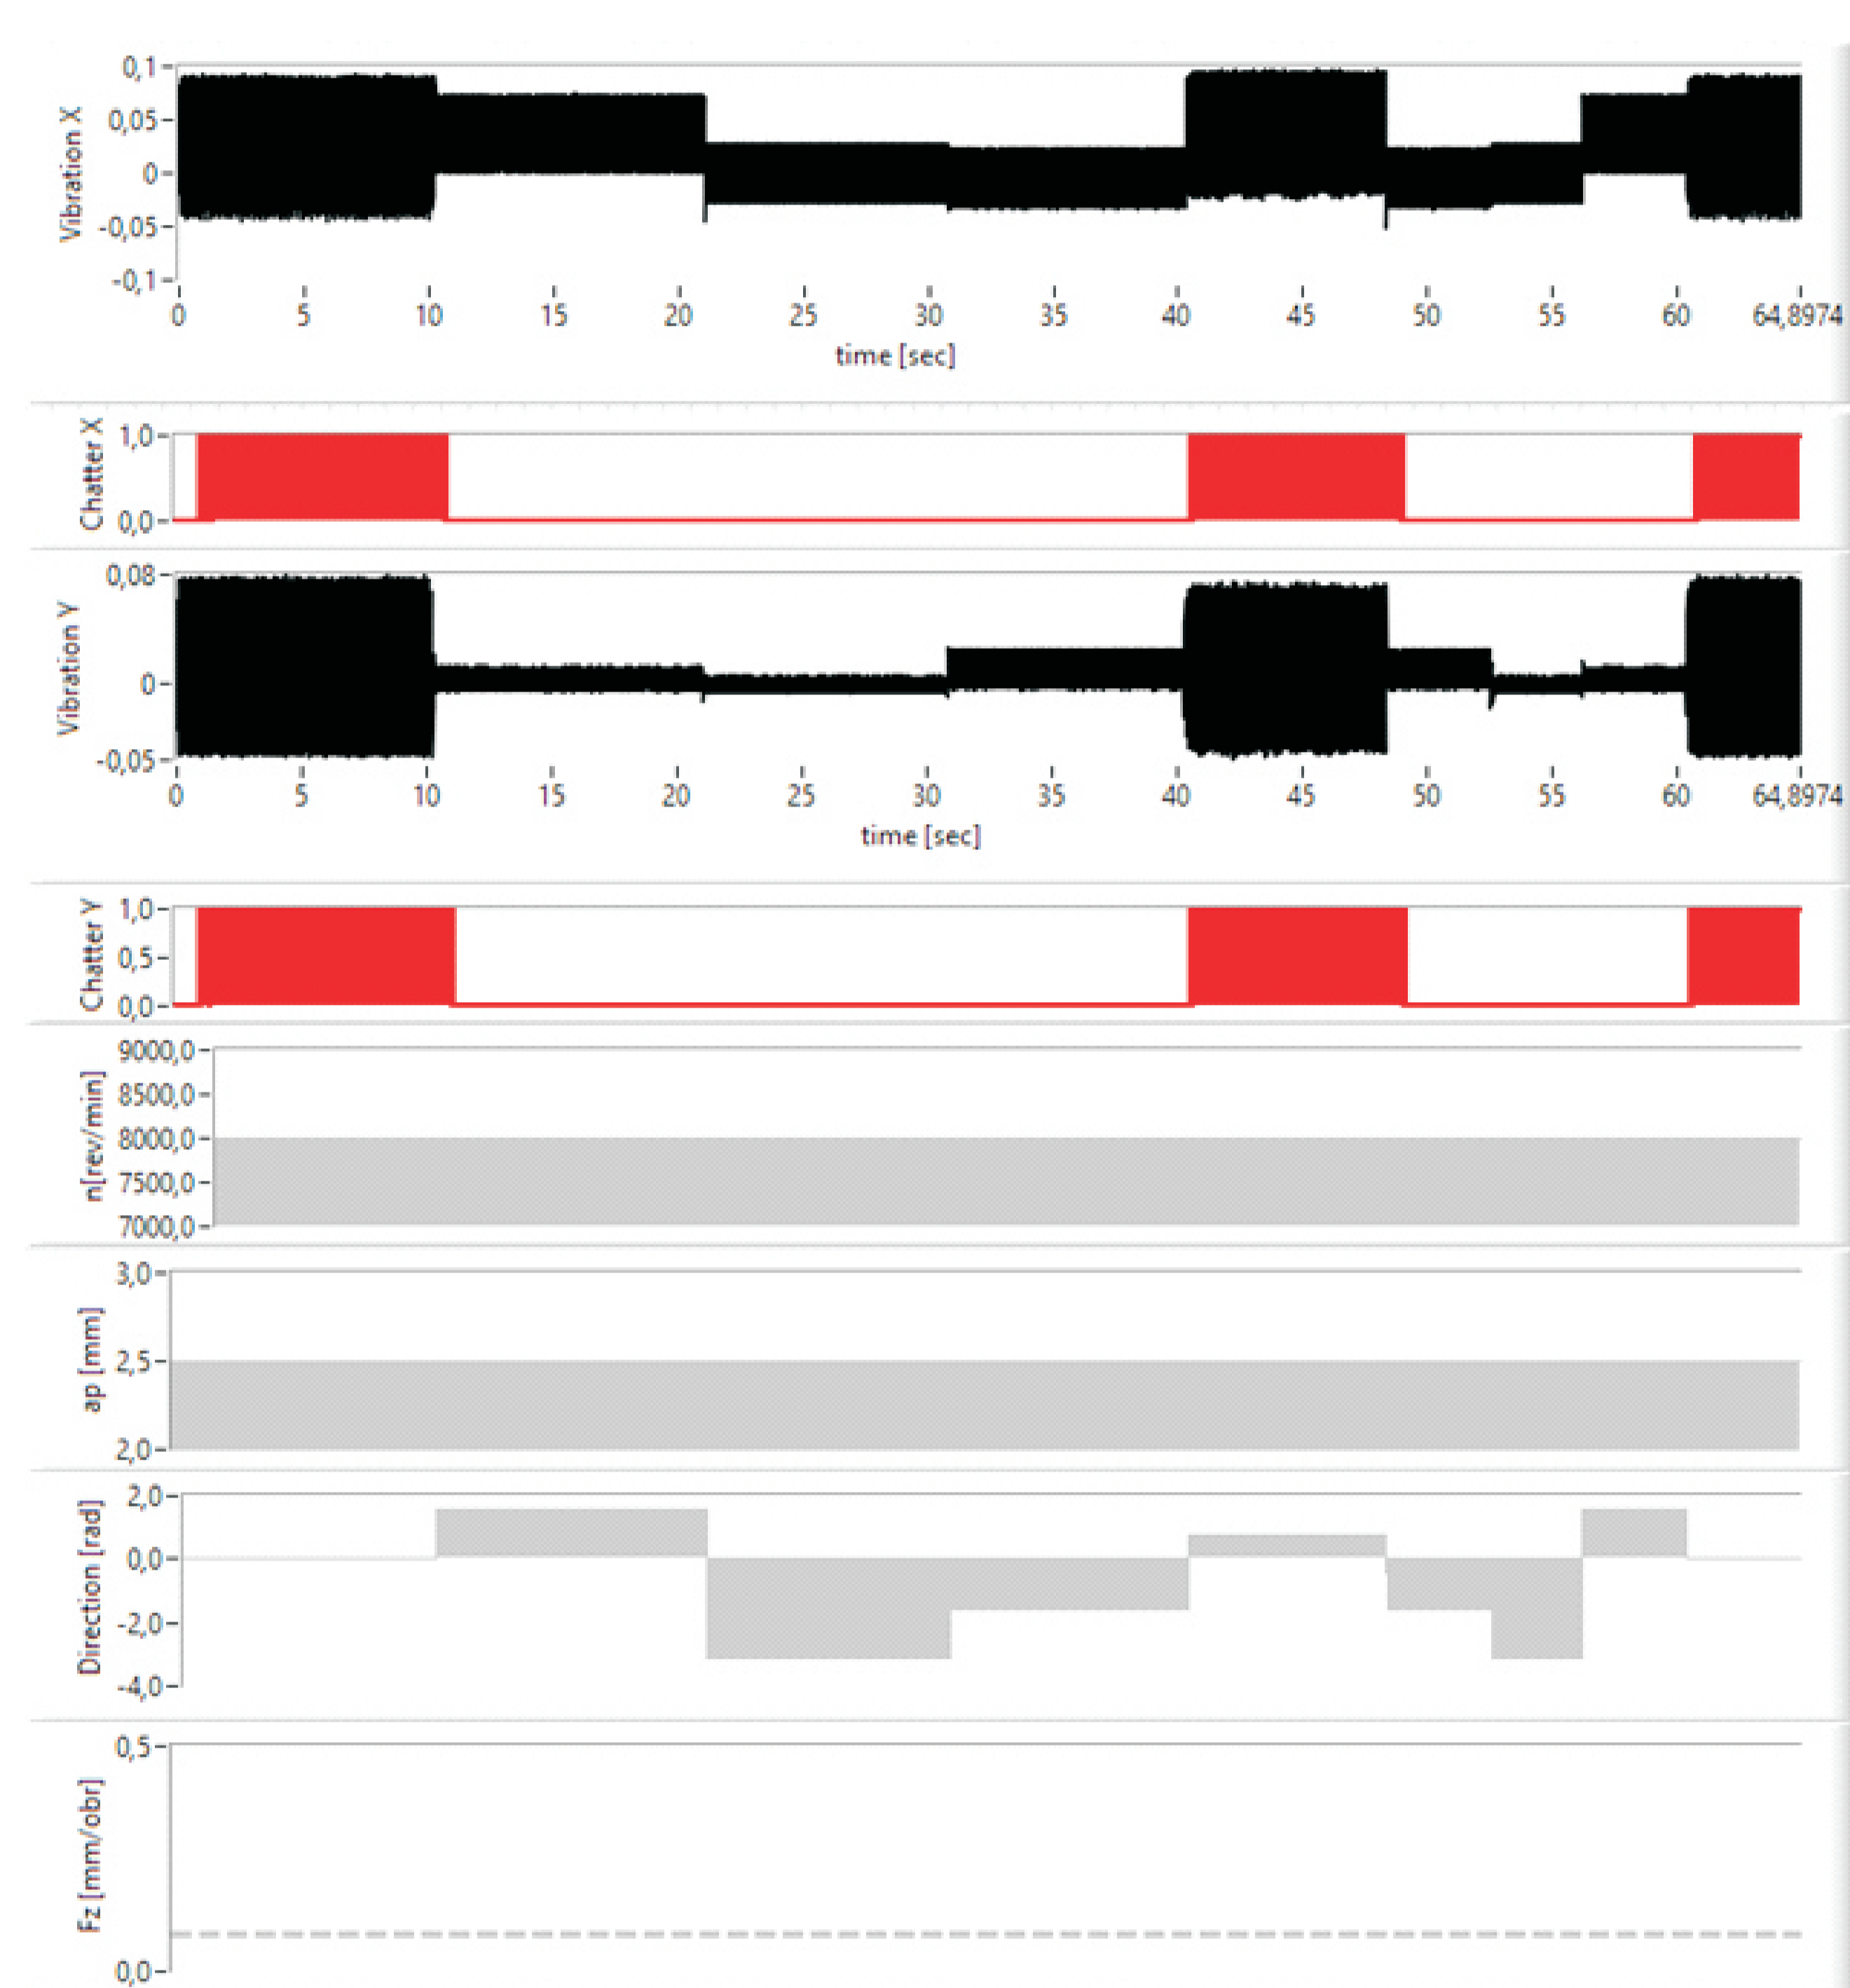 Vibration X
0,1
0,05
0
-0,05
-0,1
0 5 10 15 20 25 30 35 40 45 50 55 60 64,8974
time [sec]
Chatter X
1,0
0,0
Vibration Y
0,08
0
-0,05
0 5 10 15 20 25 30 35 40 45 50 55 60 64,8974
time [sec]
Chatter Y
1,0
0,5
0,0
n[rev/min]
9000,0
8500,0
8000,0
7500,0
7000,0
ap [mm]
3,0
2,5
2,0
Direction [rad]
2,0
0,0
-2,0
-4,0
Fz [mm/obr]
0,5
0,0